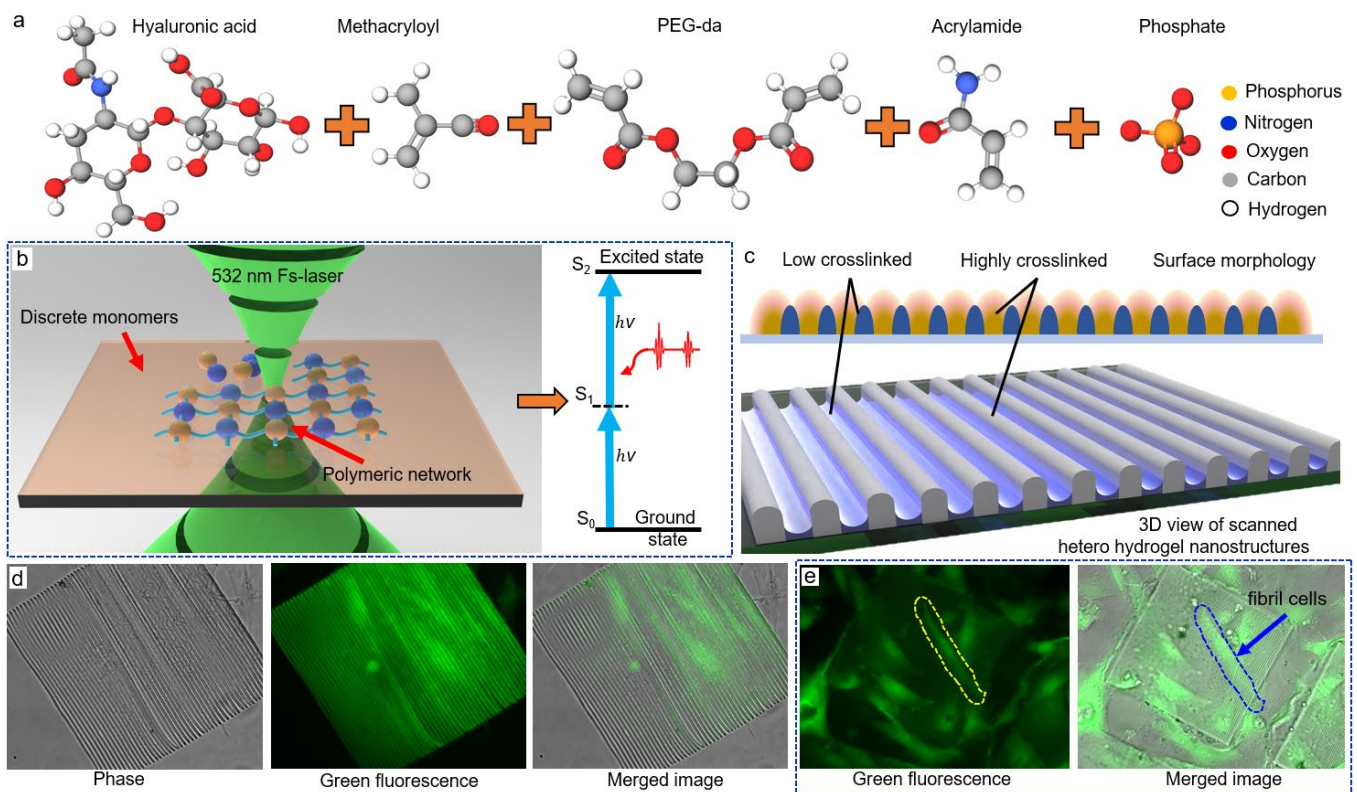 a
Hyaluronic acid
Methacryloyl
PEG-da
Acrylamide
Phosphate
Phosphorus
Nitrogen
Oxygen
Carbon
Hydrogen
b
532 nm Fs-laser
Discrete monomers
Polymeric network
S2
Excited state
hv
S1
hv
S0
Ground
state
c
Low crosslinked
Highly crosslinked
Surface morphology
3D view of scanned
hetero hydrogel nanostructures
d
Phase
Green fluorescence
Merged image
e
fibril cells
Green fluorescence
Merged image